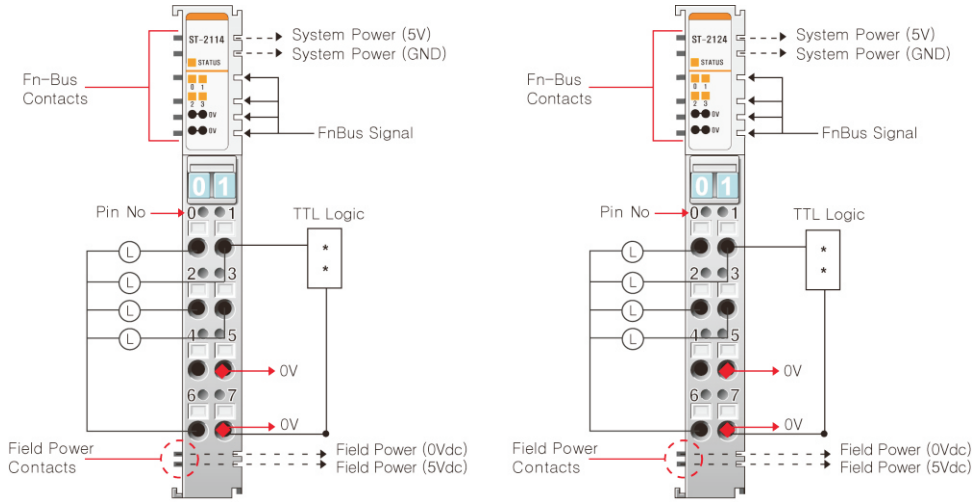 ST-2114
System Power (5V)
System Power (GND)
STATUS
Fn-Bus
Contacts
0 1
2 3
0V
0V
FnBus Signal
0 1
Pin No
0 1
TTL Logic
*
*
L
2 3
L
L
4 5
L
0V
6 7
0V
Field Power
Contacts
Field Power (0Vdc)
Field Power (5Vdc)
ST-2124
System Power (5V)
System Power (GND)
STATUS
Fn-Bus
Contacts
0 1
2 3
0V
0V
FnBus Signal
0 1
Pin No
0 1
TTL Logic
*
*
L
2 3
L
L
4 5
L
0V
6 7
0V
Field Power
Contacts
Field Power (0Vdc)
Field Power (5Vdc)